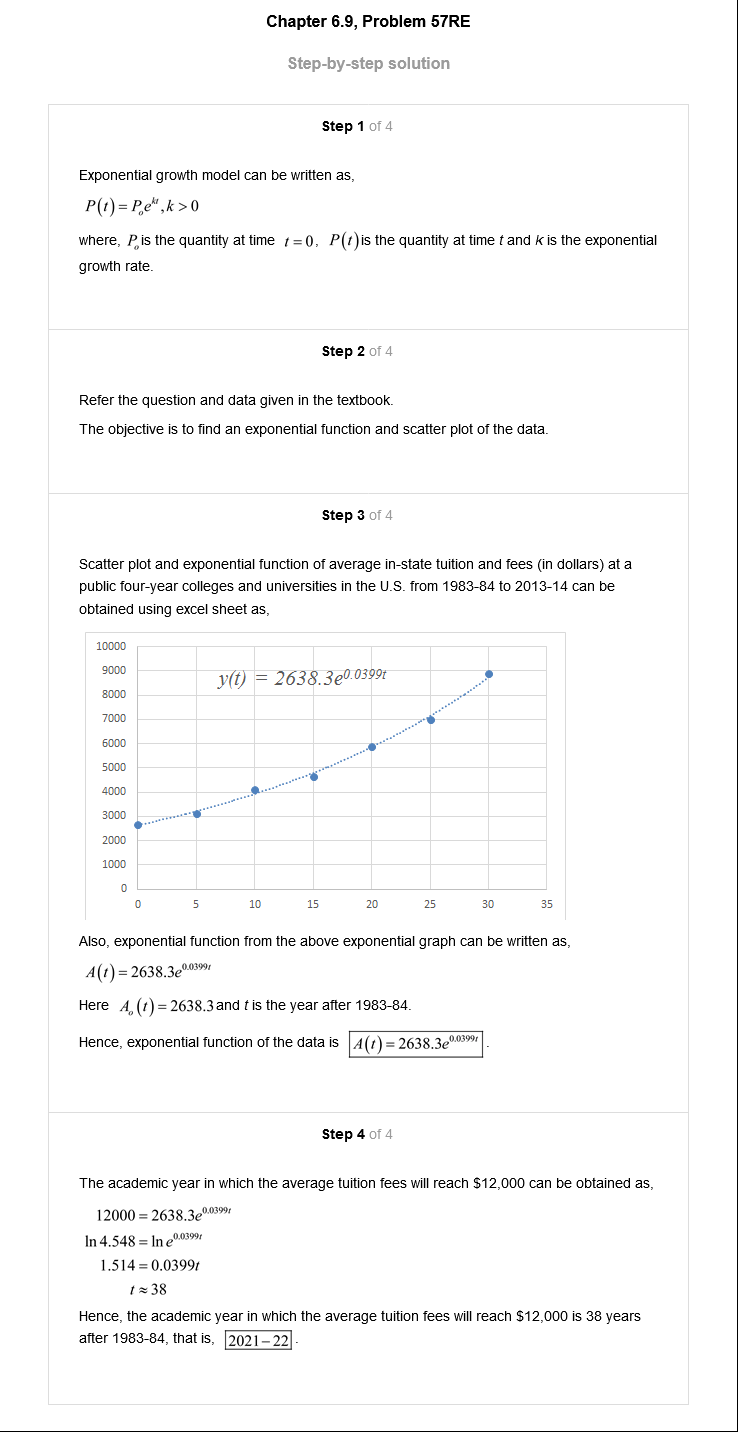 Chapter 6.9, Problem 57RE
Step-by-step solution
Step 1 of 4
Exponential growth model can be written as,
P(t) = Pₒe^{kt}, k > 0
where, Pₒ is the quantity at time t = 0, P(t) is the quantity at time t and k is the exponential
growth rate.
Step 2 of 4
Refer the question and data given in the textbook.
The objective is to find an exponential function and scatter plot of the data.
Step 3 of 4
Scatter plot and exponential function of average in-state tuition and fees (in dollars) at a
public four-year colleges and universities in the U.S. from 1983-84 to 2013-14 can be
obtained using excel sheet as,
10000
9000
y(t) = 2638.3e^{0.0399t}
8000
7000
6000
5000
4000
3000
2000
1000
0
0 5 10 15 20 25 30 35
Also, exponential function from the above exponential graph can be written as,
A(t) = 2638.3e^{0.0399t}
Here Aₒ(t) = 2638.3 and t is the year after 1983-84.
Hence, exponential function of the data is A(t) = 2638.3e^{0.0399t}.
Step 4 of 4
The academic year in which the average tuition fees will reach $12,000 can be obtained as,
12000 = 2638.3e^{0.0399t}
ln 4.548 = ln e^{0.0399t}
1.514 = 0.0399t
t ≈ 38
Hence, the academic year in which the average tuition fees will reach $12,000 is 38 years
after 1983-84, that is, 2021–22.